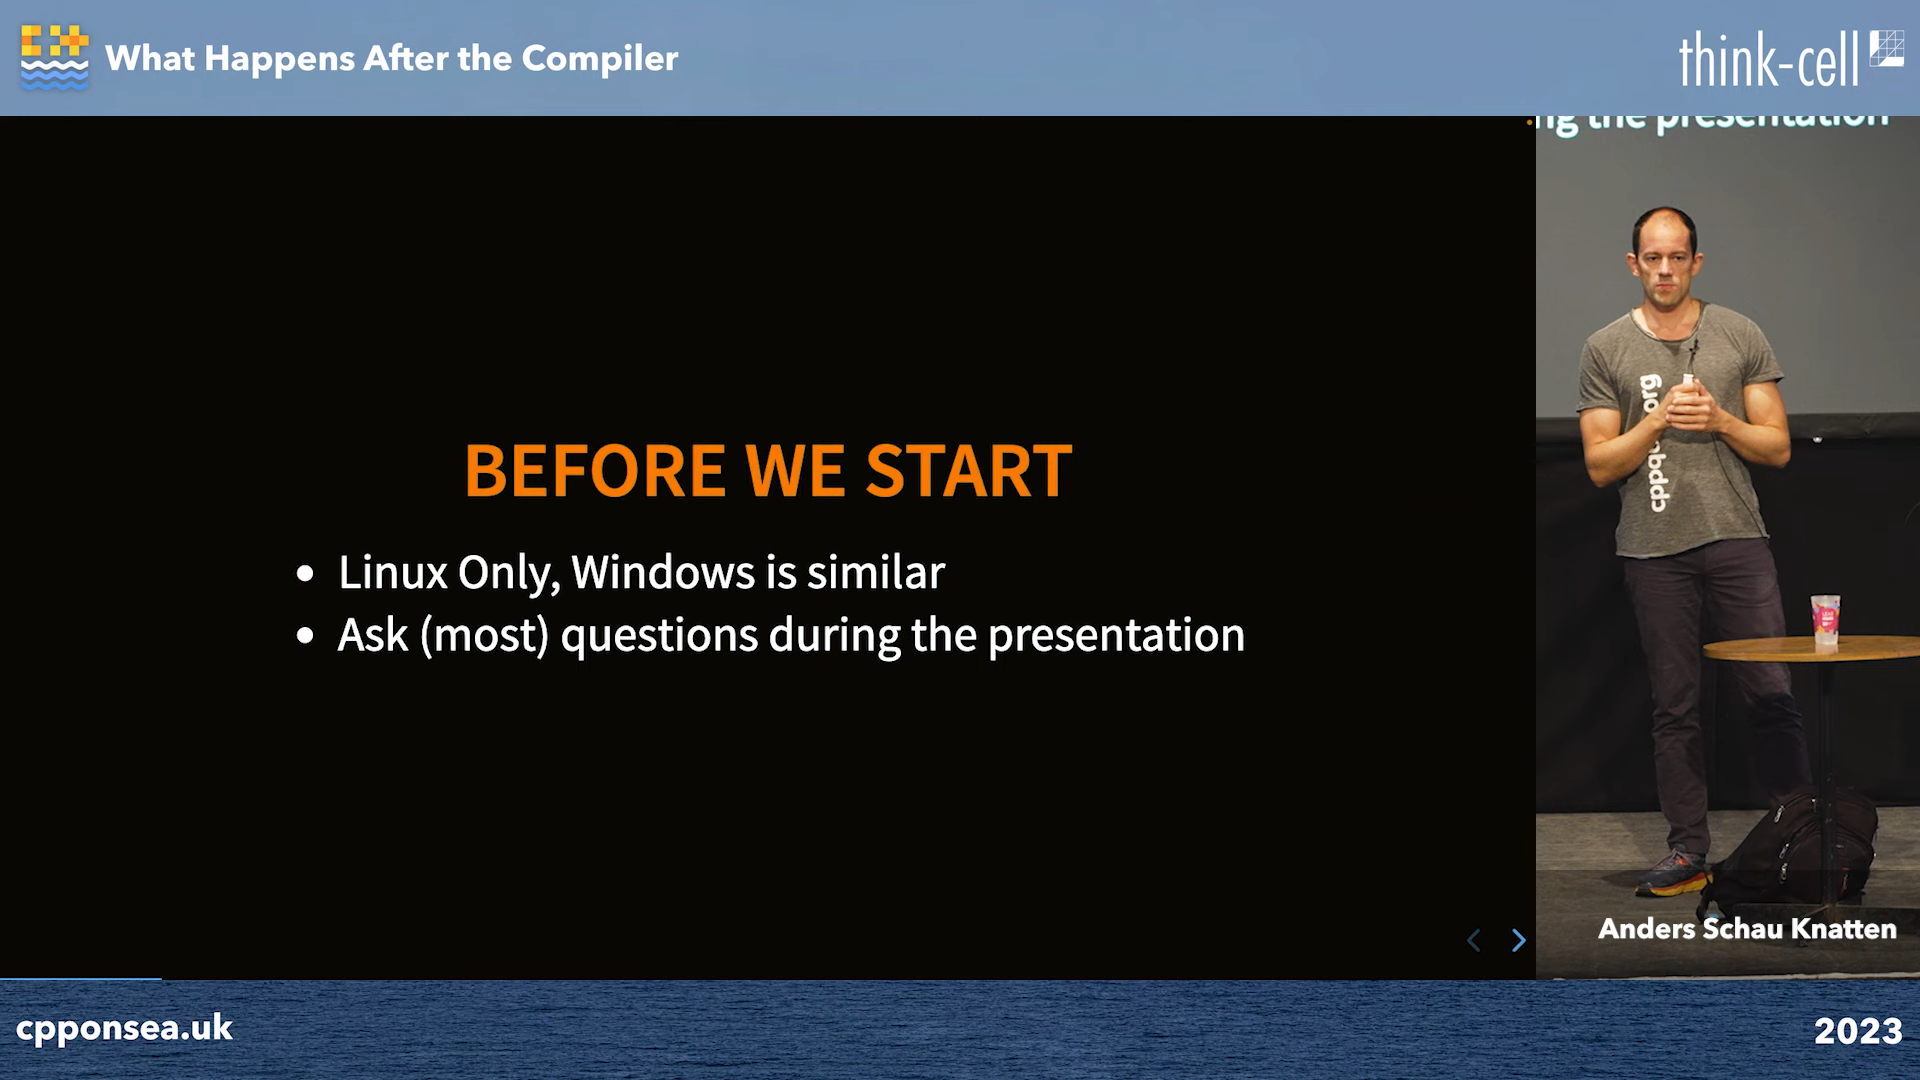 What Happens After the Compiler
think-cell
ng the presentation
BEFORE WE START
• Linux Only, Windows is similar
• Ask (most) questions during the presentation
Anders Schau Knatten
cpponsea.uk
2023